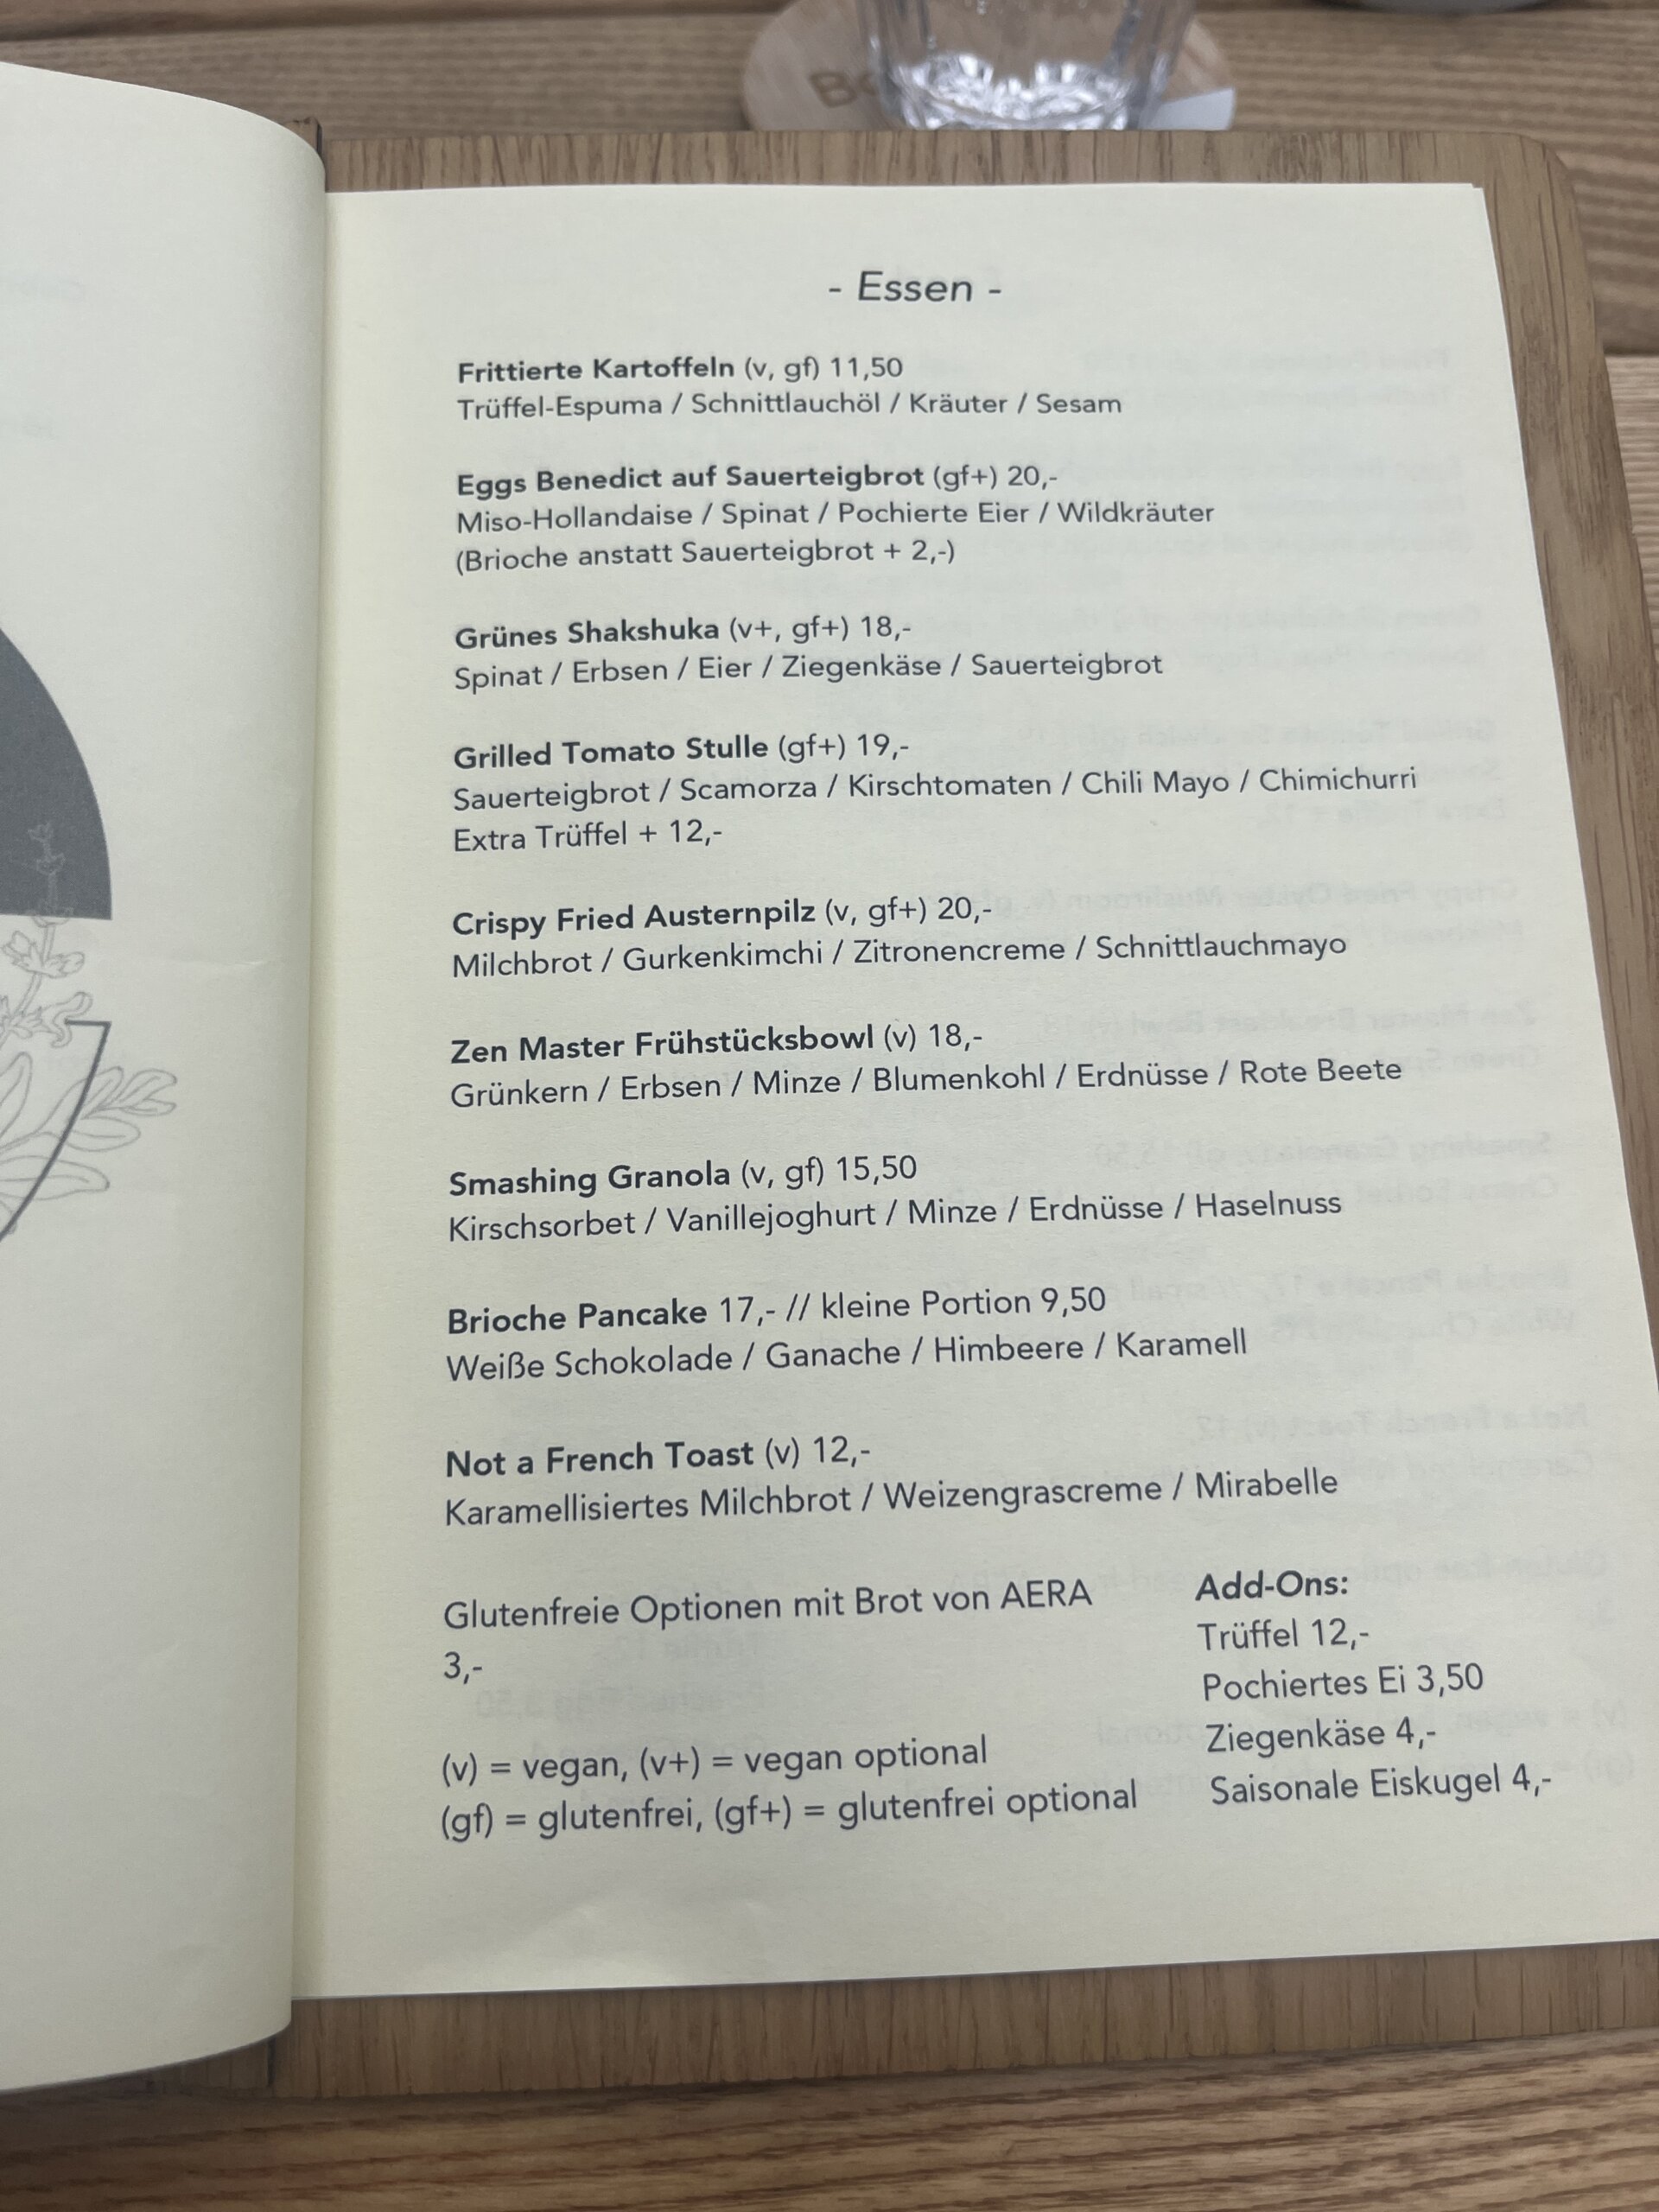 - Essen -
Frittierte Kartoffeln (v, gf) 11,50
Trüffel-Espuma / Schnittlauchöl / Kräuter / Sesam
Eggs Benedict auf Sauerteigbrot (gf+) 20,-
Miso-Hollandaise / Spinat / Pochierte Eier / Wildkräuter
(Brioche anstatt Sauerteigbrot + 2,-)
Grünes Shakshuka (v+, gf+) 18,-
Spinat / Erbsen / Eier / Ziegenkäse / Sauerteigbrot
Grilled Tomato Stulle (gf+) 19,-
Sauerteigbrot / Scamorza / Kirschtomaten / Chili Mayo / Chimichurri
Extra Trüffel + 12,-
Crispy Fried Austernpilz (v, gf+) 20,-
Milchbrot / Gurkenkimchi / Zitronencreme / Schnittlauchmayo
Zen Master Frühstücksbowl (v) 18,-
Grünkern / Erbsen / Minze / Blumenkohl / Erdnüsse / Rote Beete
Smashing Granola (v, gf) 15,50
Kirschsorbet / Vanillejoghurt / Minze / Erdnüsse / Haselnuss
Brioche Pancake 17,- // kleine Portion 9,50
Weiße Schokolade / Ganache / Himbeere / Karamell
Not a French Toast (v) 12,-
Karamellisiertes Milchbrot / Weizengrascreme / Mirabelle
Glutenfreie Optionen mit Brot von AERA
3,-
(v) = vegan, (v+) = vegan optional
(gf) = glutenfrei, (gf+) = glutenfrei optional
Add-Ons:
Trüffel 12,-
Pochiertes Ei 3,50
Ziegenkäse 4,-
Saisonale Eiskugel 4,-